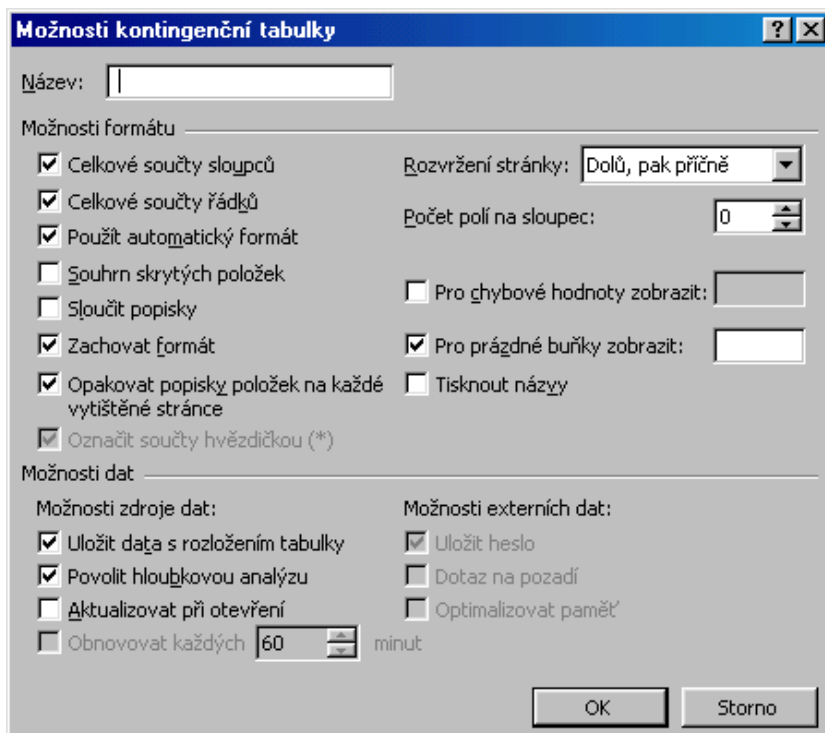 Možnosti kontingenční tabulky
Název:
Možnosti formátu
Celkové součty sloupců
Rozvržení stránky: Dolů, pak příčně
Celkové součty řádků
Počet polí na sloupec: 0
Použít automatický formát
Souhrn skrytých položek
Pro chybové hodnoty zobrazit:
Sloučit popisky
Zachovat formát
Pro prázdné buňky zobrazit:
Opakovat popisky položek na každé
vytištěné stránce
Tisknout názvy
Označit součty hvězdičkou (*)
Možnosti dat
Možnosti zdroje dat:
Možnosti externích dat:
Uložit data s rozložením tabulky
Uložit heslo
Povolit hloubkovou analýzu
Dotaz na pozadí
Aktualizovat při otevření
Optimalizovat paměť
Obnovovat každých 60 minut
OK
Storno